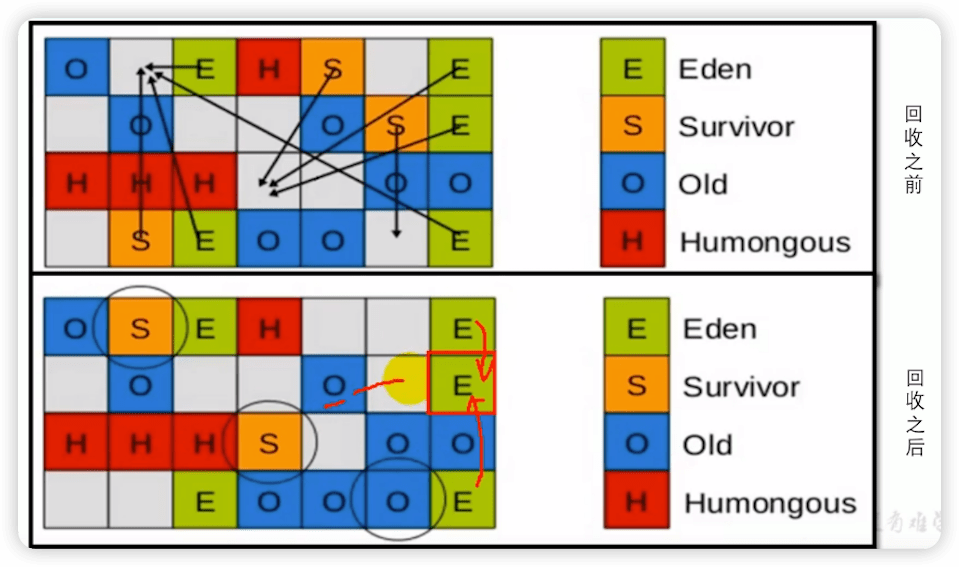 O E H S E E Eden
O O S E S Survivor
H H H O O O Old
S E O O E H Humongous
回收之前
O S E H E E Eden
O O E S Survivor
H H H S O O O Old
E O O O E H Humongous
回收之后